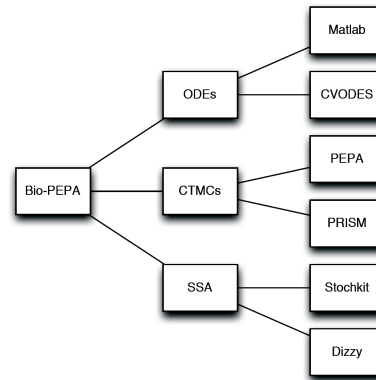 Matlab
ODEs
CVODES
PEPA
Bio-PEPA
CTMCs
PRISM
SSA
Stochkit
Dizzy